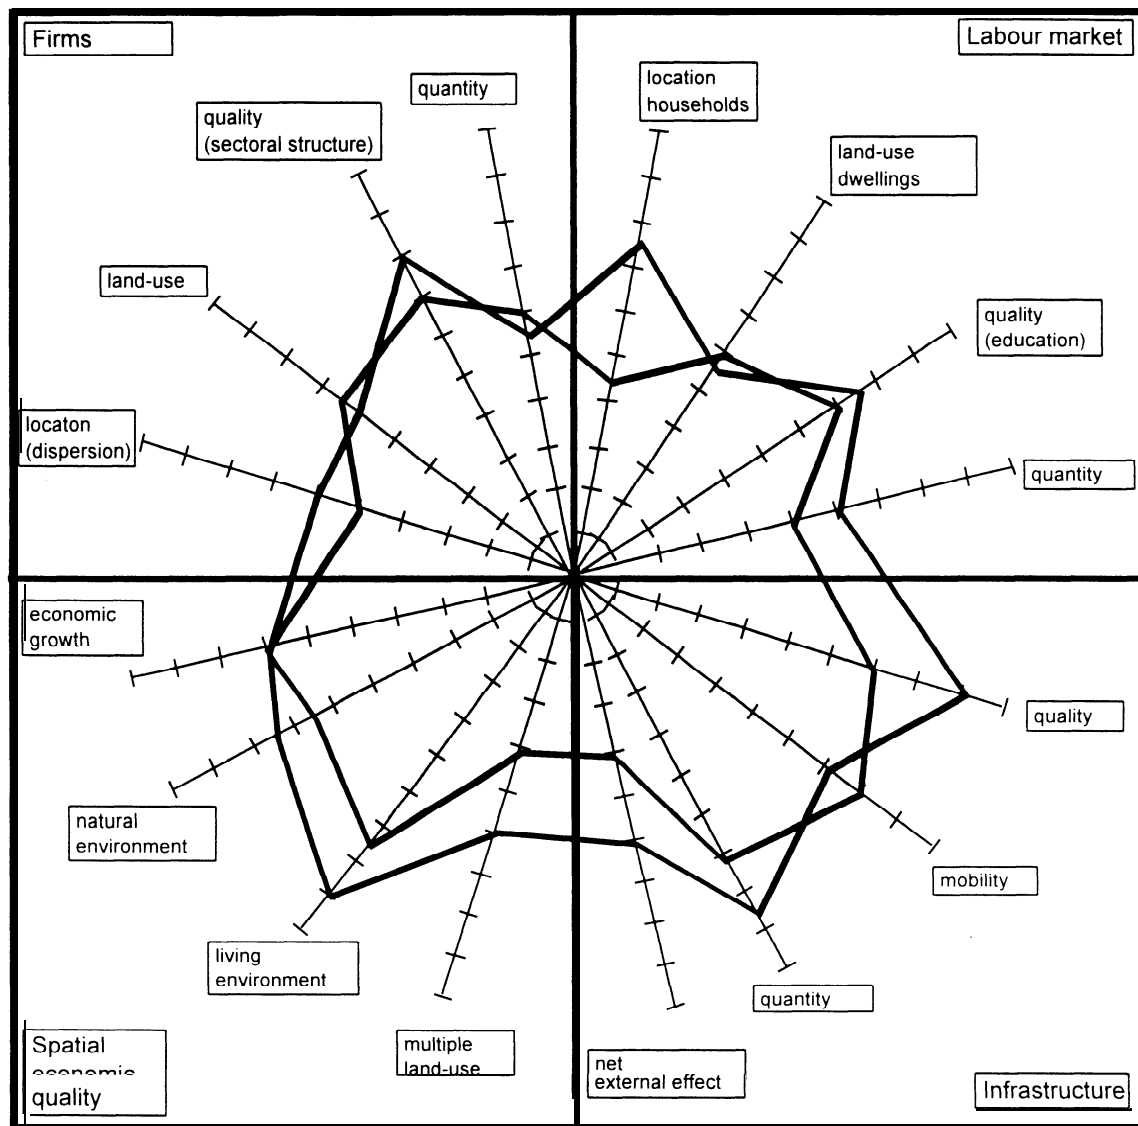 Firms
Labour market
quantity
location
households
quality
(sectoral structure)
land-use
dwellings
land-use
quality
(education)
locaton
(dispersion)
quantity
economic
growth
quality
natural
environment
mobility
living
environment
quantity
multiple
land-use
net
external effect
Spatial
economic
quality
Infrastructure